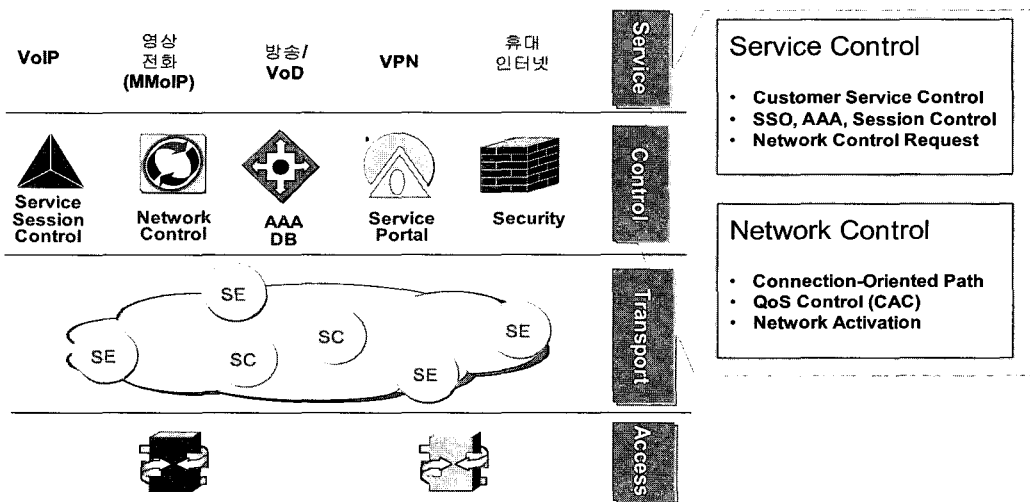 VoIP
영상
전화
(MMoIP)
방송/
VoD
VPN
휴대
인터넷
Service
Service
Session
Control
Network
Control
AAA
DB
Service
Portal
Security
Control
SE
SE
SC
SC
SE
SE
Transport
Access
Service Control
• Customer Service Control
• SSO, AAA, Session Control
• Network Control Request
Network Control
• Connection-Oriented Path
• QoS Control (CAC)
• Network Activation